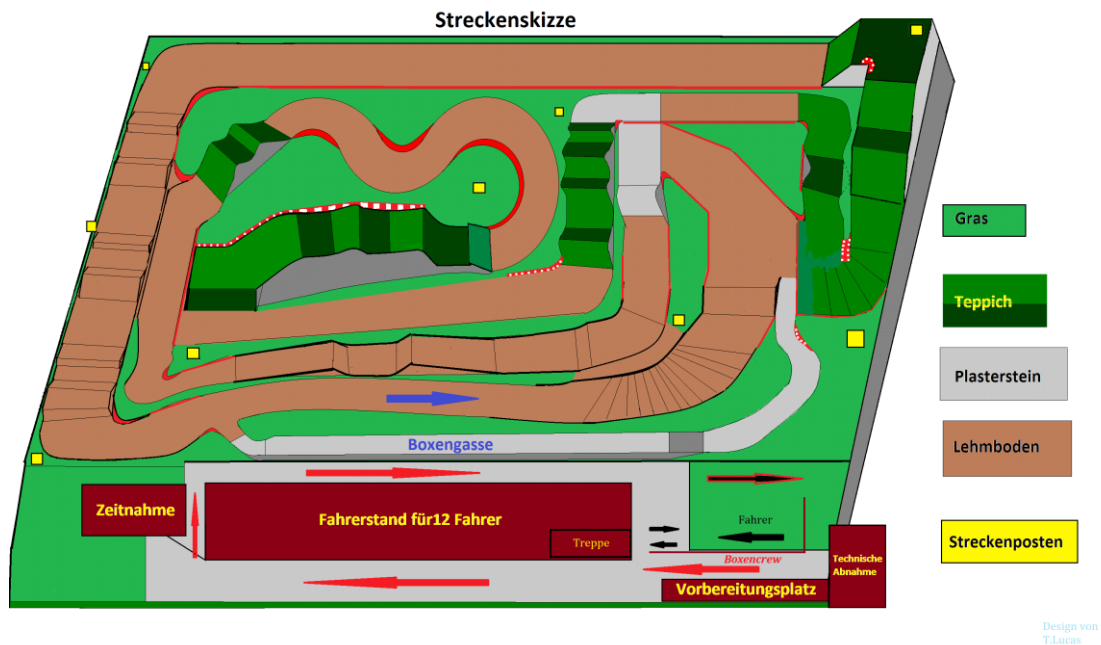 Streckenskizze
Gras
Teppich
Plasterstein
Lehmboden
Streckenposten
Boxengasse
Zeitnahme
Fahrerstand für12 Fahrer
Treppe
Fahrer
Boxencrew
Technische
Abnahme
Vorbereitungsplatz
Design von
T.Lucas